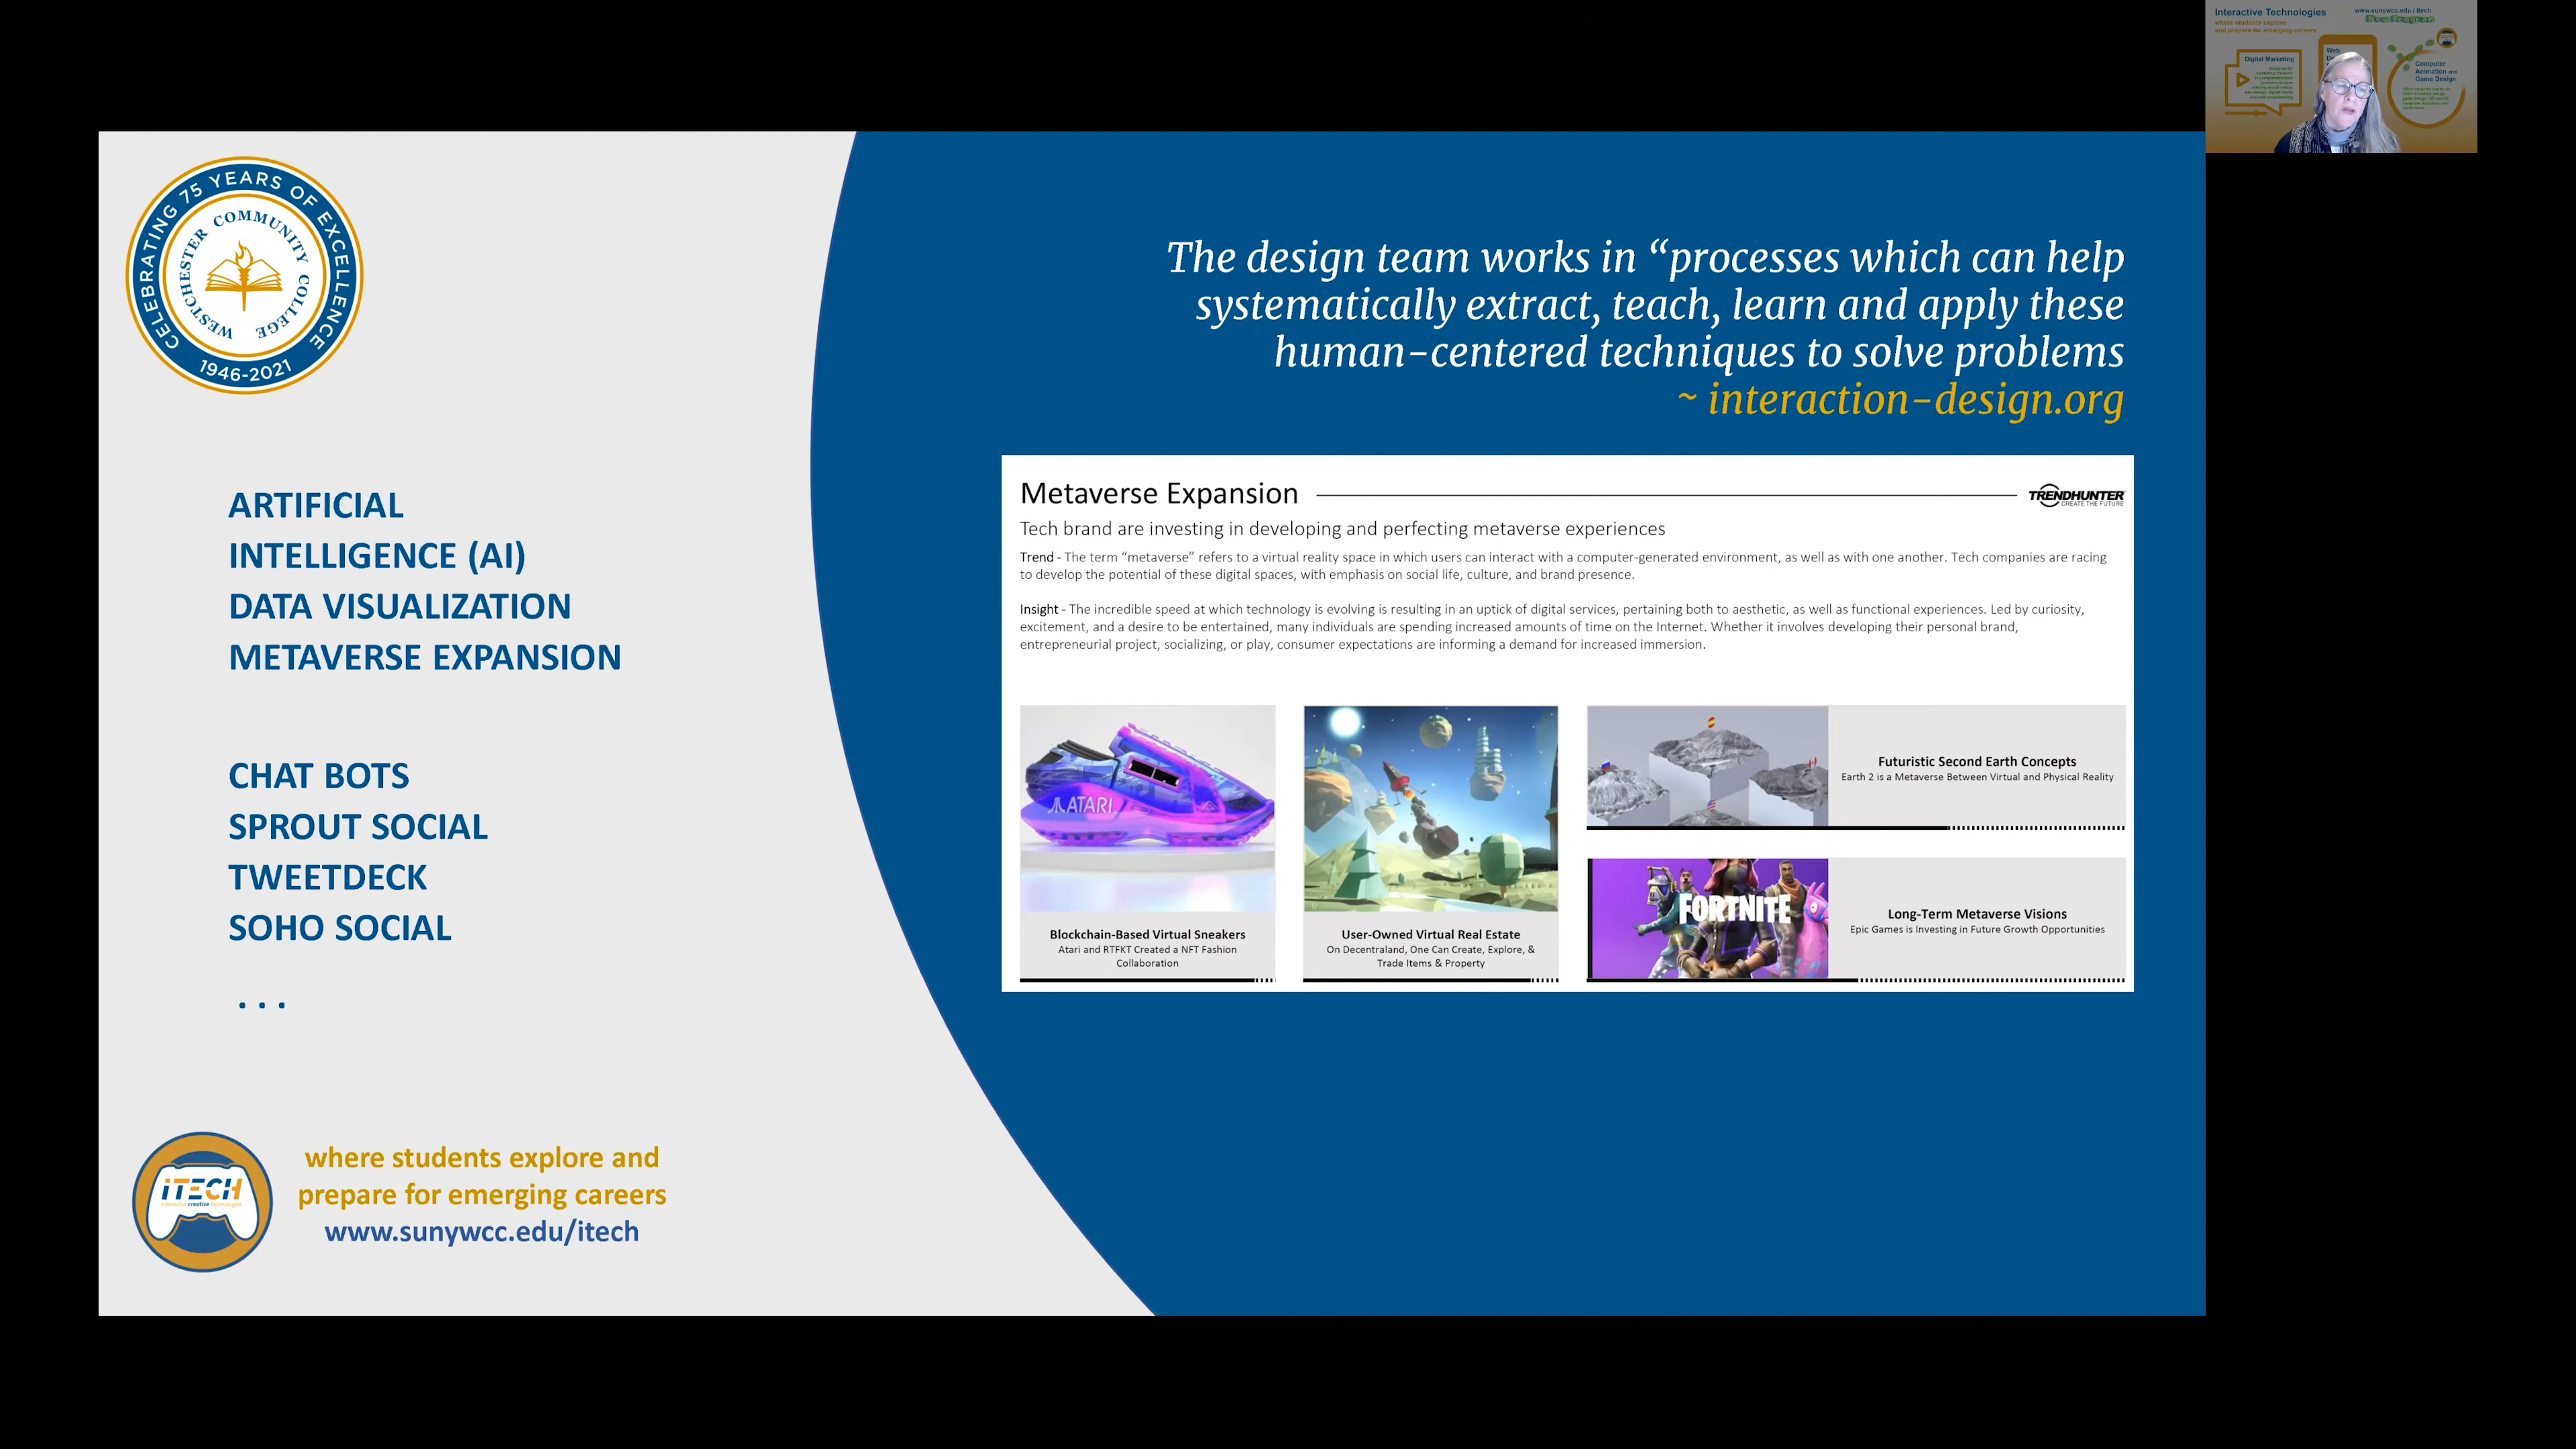 CELEBRATING 75 YEARS OF EXCELLENCE
WESTCHESTER COMMUNITY COLLEGE
1946-2021
ARTIFICIAL
INTELLIGENCE (AI)
DATA VISUALIZATION
METAVERSE EXPANSION
CHAT BOTS
SPROUT SOCIAL
TWEETDECK
SOHO SOCIAL
. . .
iTECH
interactive creative technologies
where students explore and
prepare for emerging careers
www.sunywcc.edu/itech
The design team works in “processes which can help
systematically extract, teach, learn and apply these
human-centered techniques to solve problems
~ interaction-design.org
Metaverse Expansion
TRENDHUNTER
CREATE THE FUTURE
Tech brand are investing in developing and perfecting metaverse experiences
Trend - The term “metaverse” refers to a virtual reality space in which users can interact with a computer-generated environment, as well as with one another. Tech companies are racing
to develop the potential of these digital spaces, with emphasis on social life, culture, and brand presence.
Insight - The incredible speed at which technology is evolving is resulting in an uptick of digital services, pertaining both to aesthetic, as well as functional experiences. Led by curiosity,
excitement, and a desire to be entertained, many individuals are spending increased amounts of time on the Internet. Whether it involves developing their personal brand,
entrepreneurial project, socializing, or play, consumer expectations are informing a demand for increased immersion.
ATARI
Blockchain-Based Virtual Sneakers
Atari and RTFKT Created a NFT Fashion
Collaboration
User-Owned Virtual Real Estate
On Decentraland, One Can Create, Explore, &
Trade Items & Property
Futuristic Second Earth Concepts
Earth 2 is a Metaverse Between Virtual and Physical Reality
FORTNITE
Long-Term Metaverse Visions
Epic Games is Investing in Future Growth Opportunities
Interactive Technologies
where students explore
and prepare for emerging careers
www.sunywcc.edu / itech
New Program
Digital Marketing
Web
Computer
Animation and
Game Design